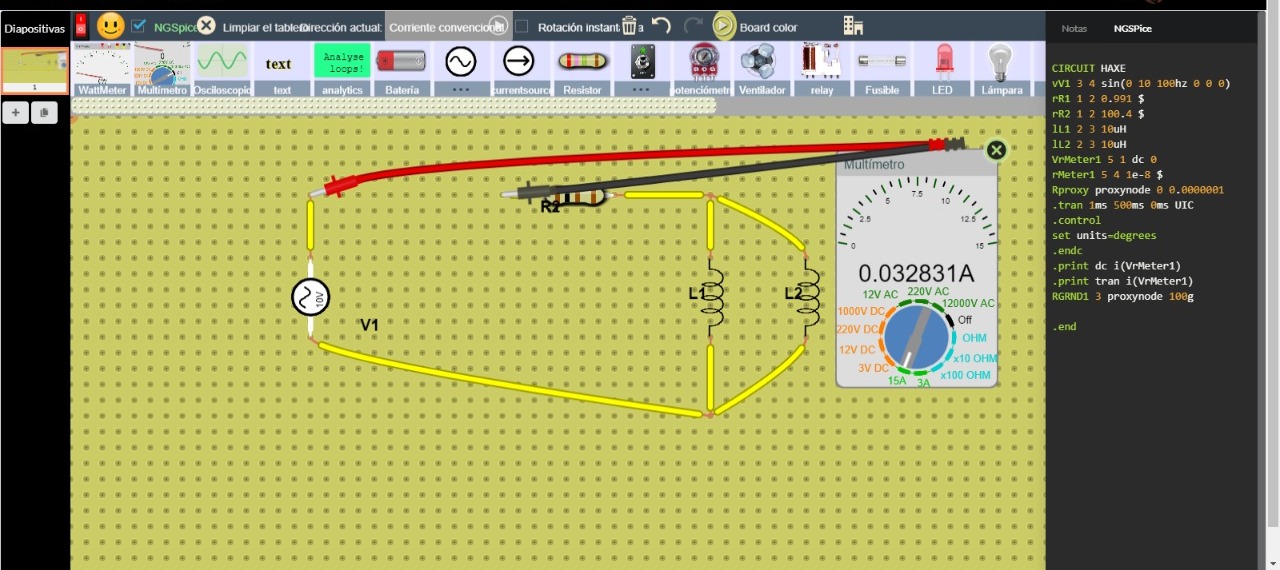 Diapositivas
NGSpice
Limpiar el tablero
Dirección actual:
Corriente convencional
Rotación instant
a
Board color
1
text
Analyse
loops!
WattMeter
Multímetro
Osciloscopio
text
analytics
Batería
...
currentsource
Resistor
...
potenciómetro
Ventilador
relay
Fusible
LED
Lámpara
R2
10V
V1
L1
L2
Multímetro
0
2.5
5
7.5
10
12.5
15
0.032831A
12V AC
220V AC
12000V AC
1000V DC
Off
220V DC
OHM
12V DC
x10 OHM
3V DC
x100 OHM
15A
3A
Notas
NGSPice
CIRCUIT HAXE
vV1 3 4 sin(0 10 100hz 0 0 0)
rR1 1 2 0.991 $
rR2 1 2 100.4 $
lL1 2 3 10uH
lL2 2 3 10uH
VrMeter1 5 1 dc 0
rMeter1 5 4 1e-8 $
Rproxy proxynode 0 0.0000001
.tran 1ms 500ms 0ms UIC
.control
set units=degrees
.endc
.print dc i(VrMeter1)
.print tran i(VrMeter1)
RGRND1 3 proxynode 100g
.end